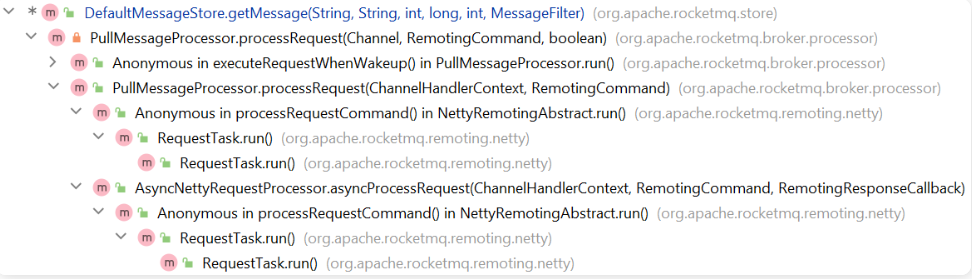 * m DefaultMessageStore.getMessage(String, String, int, long, int, MessageFilter) (org.apache.rocketmq.store)
m PullMessageProcessor.processRequest(Channel, RemotingCommand, boolean) (org.apache.rocketmq.broker.processor)
m Anonymous in executeRequestWhenWakeup() in PullMessageProcessor.run() (org.apache.rocketmq.broker.processor)
m PullMessageProcessor.processRequest(ChannelHandlerContext, RemotingCommand) (org.apache.rocketmq.broker.processor)
m Anonymous in processRequestCommand() in NettyRemotingAbstract.run() (org.apache.rocketmq.remoting.netty)
m RequestTask.run() (org.apache.rocketmq.remoting.netty)
m RequestTask.run() (org.apache.rocketmq.remoting.netty)
m AsyncNettyRequestProcessor.asyncProcessRequest(ChannelHandlerContext, RemotingCommand, RemotingResponseCallback)
m Anonymous in processRequestCommand() in NettyRemotingAbstract.run() (org.apache.rocketmq.remoting.netty)
m RequestTask.run() (org.apache.rocketmq.remoting.netty)
m RequestTask.run() (org.apache.rocketmq.remoting.netty)